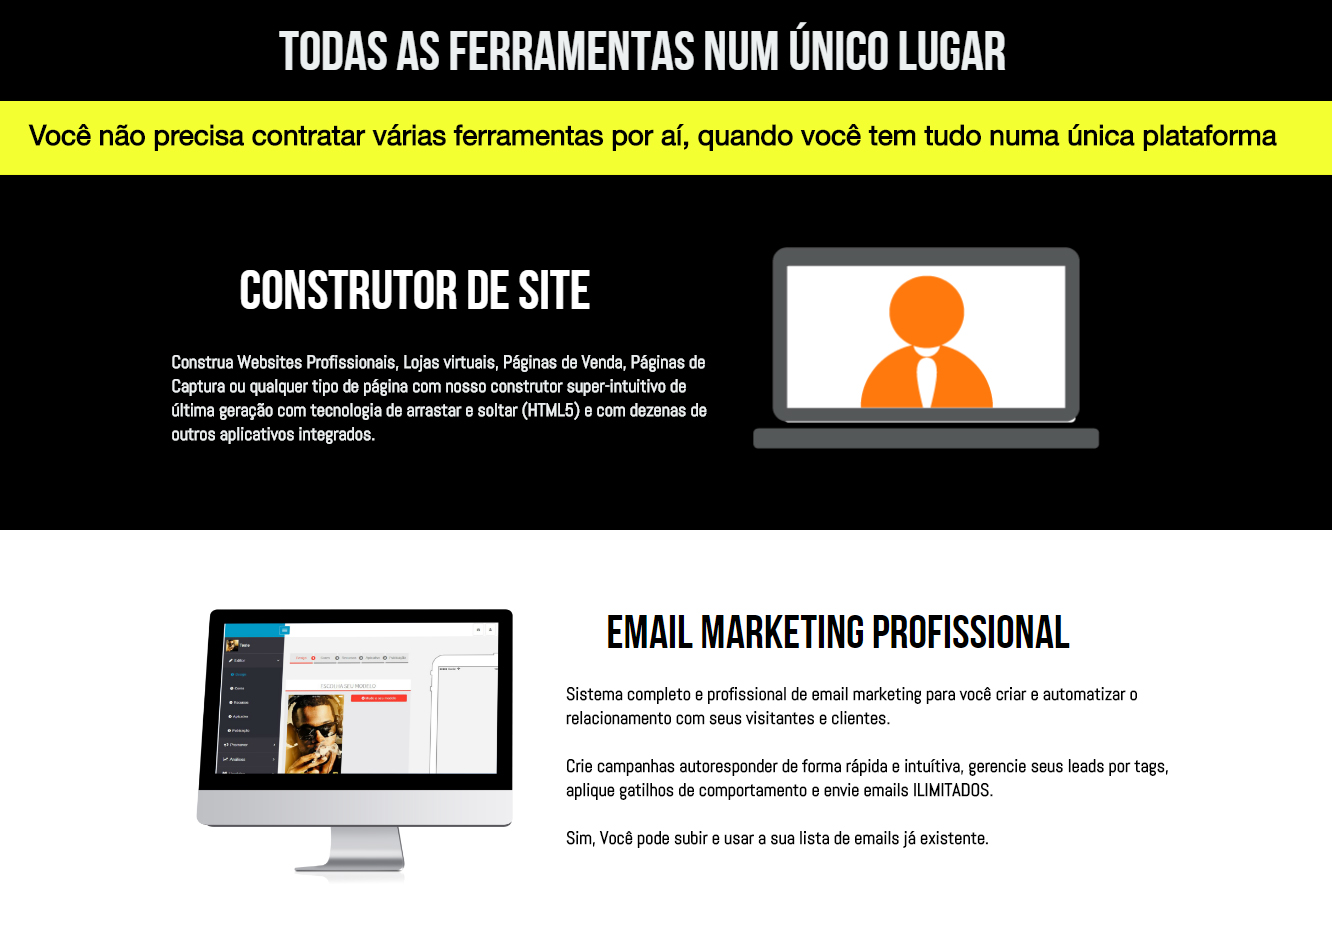 TODAS AS FERRAMENTAS NUM ÚNICO LUGAR
Você não precisa contratar várias ferramentas por aí, quando você tem tudo numa única plataforma
CONSTRUTOR DE SITE
Construa Websites Profissionais, Lojas virtuais, Páginas de Venda, Páginas de
Captura ou qualquer tipo de página com nosso construtor super-intuitivo de
última geração com tecnologia de arrastar e soltar (HTML5) e com dezenas de
outros aplicativos integrados.
EMAIL MARKETING PROFISSIONAL
Sistema completo e profissional de email marketing para você criar e automatizar o
relacionamento com seus visitantes e clientes.
Crie campanhas autoresponder de forma rápida e intuítiva, gerencie seus leads por tags,
aplique gatilhos de comportamento e envie emails ILIMITADOS.
Sim, Você pode subir e usar a sua lista de emails já existente.
Editor
Promover
Análises